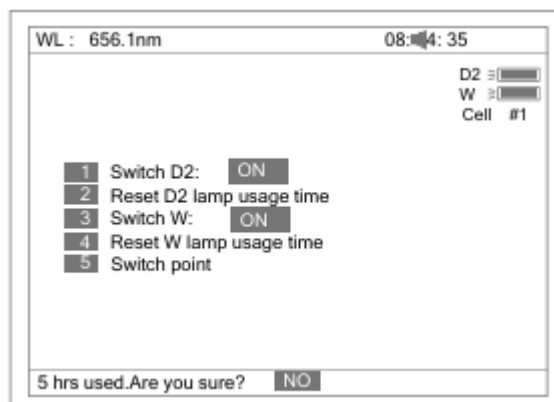 WL : 656.1nm
08: 4: 35
D2
W
Cell #1
1 Switch D2: ON
2 Reset D2 lamp usage time
3 Switch W: ON
4 Reset W lamp usage time
5 Switch point
5 hrs used.Are you sure? NO